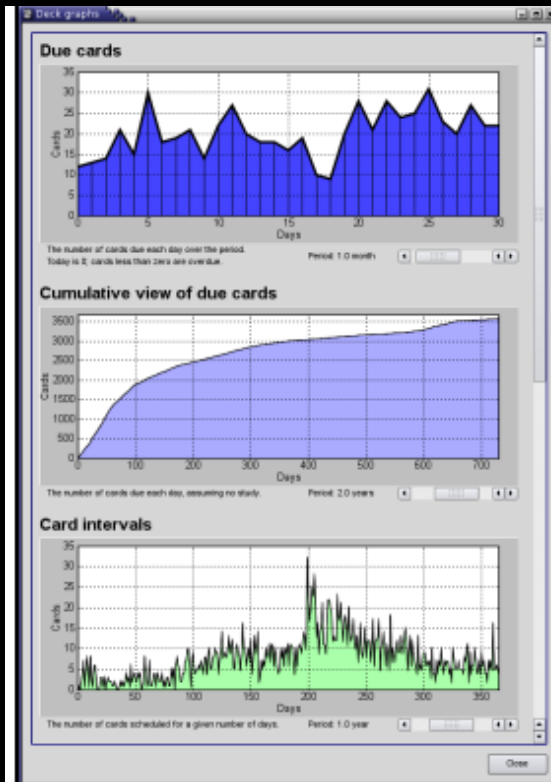 Deck graphs
Due cards
35
30
25
20
15
10
5
0
Cards
0 5 10 15 20 25 30
Days
The number of cards due each day over the period.
Today is 0; cards less than zero are overdue.
Period: 1.0 month
Cumulative view of due cards
3500
3000
2500
2000
1500
1000
500
0
Cards
0 100 200 300 400 500 600 700
Days
The number of cards due each day, assuming no study.
Period: 2.0 years
Card intervals
35
30
25
20
15
10
5
0
Cards
0 50 100 150 200 250 300 350
Days
The number of cards scheduled for a given number of days.
Period: 1.0 year
Close